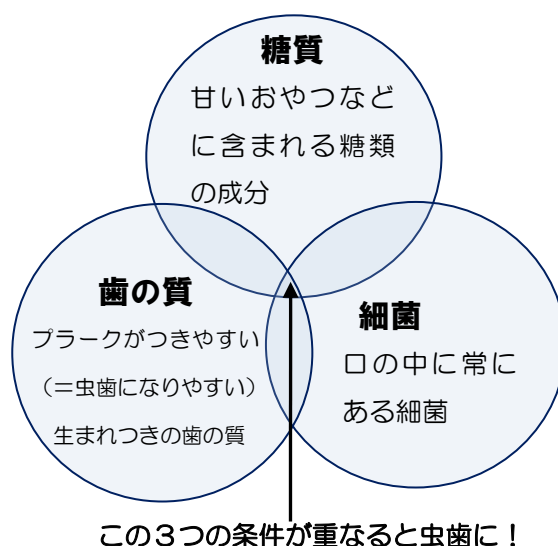 糖質
甘いおやつなど
に含まれる糖類
の成分
歯の質
プラークがつきやすい
(＝虫歯になりやすい)
生まれつきの歯の質
細菌
口の中に常に
ある細菌
この３つの条件が重なると虫歯に！